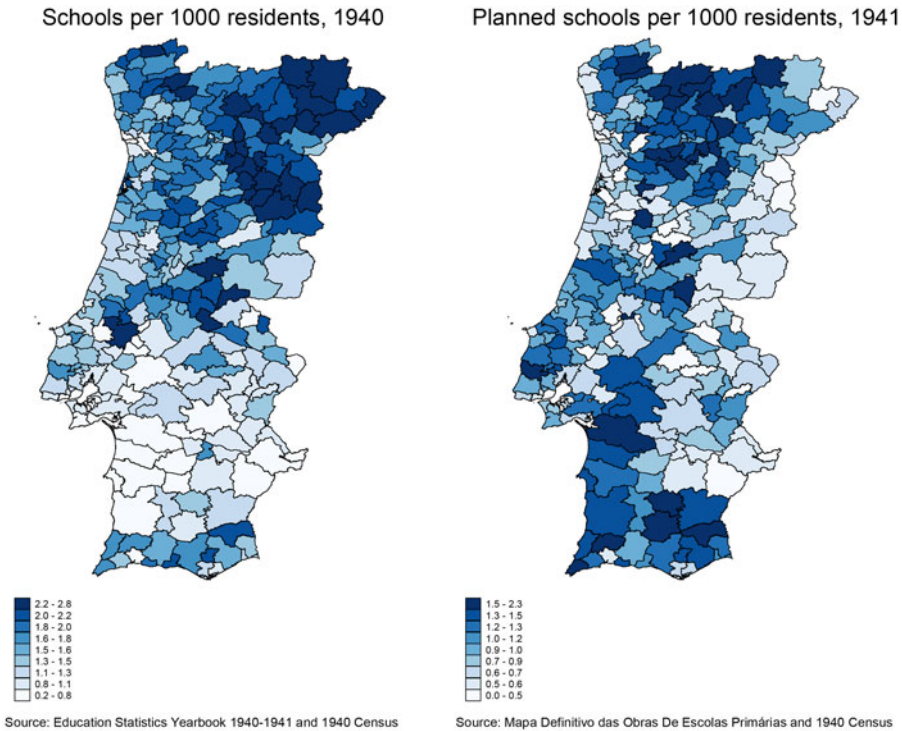 Schools per 1000 residents, 1940
2.2 - 2.8
2.0 - 2.2
1.8 - 2.0
1.6 - 1.8
1.5 - 1.6
1.3 - 1.5
1.1 - 1.3
0.8 - 1.1
0.2 - 0.8
Source: Education Statistics Yearbook 1940-1941 and 1940 Census
Planned schools per 1000 residents, 1941
1.5 - 2.3
1.3 - 1.5
1.2 - 1.3
1.0 - 1.2
0.9 - 1.0
0.7 - 0.9
0.6 - 0.7
0.5 - 0.6
0.0 - 0.5
Source: Mapa Definitivo das Obras De Escolas Primárias and 1940 Census